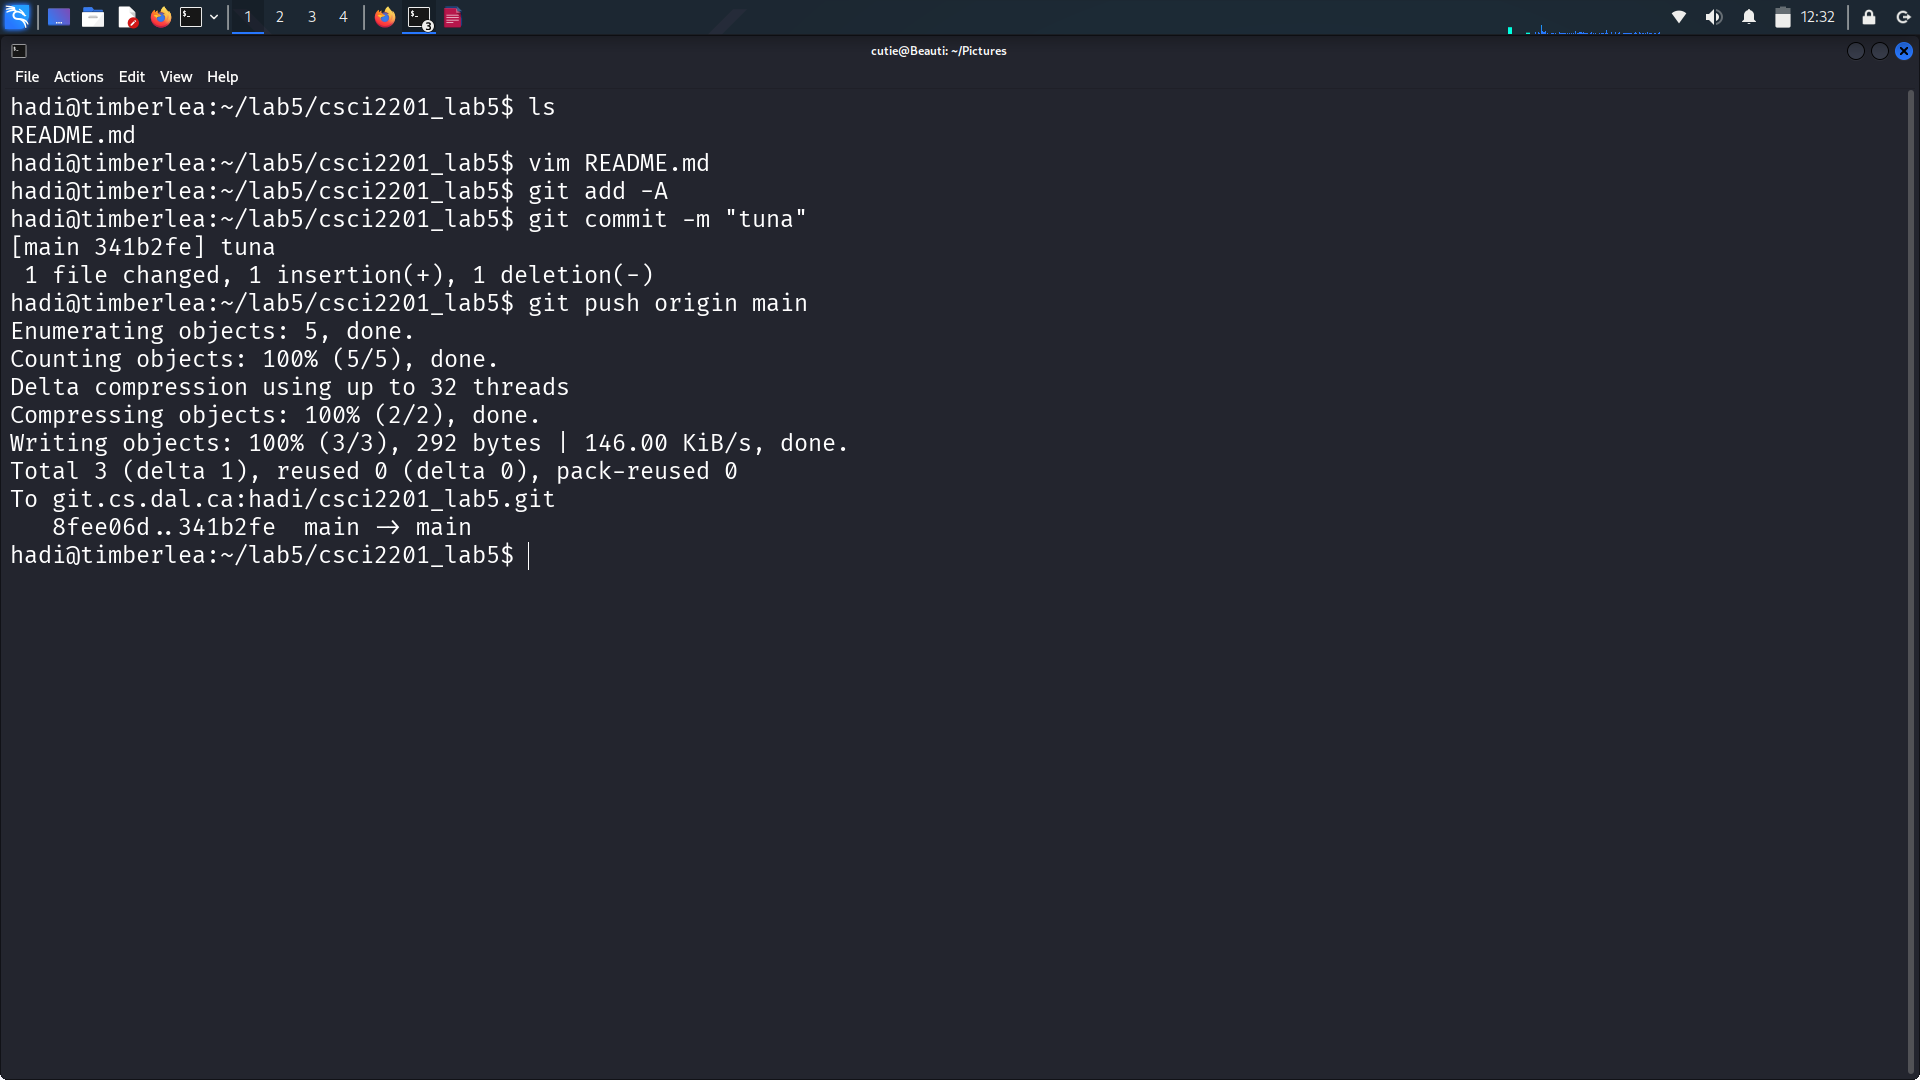 1 2 3 4 3 12:32
cutie@Beauti: ~/Pictures
File Actions Edit View Help
hadi@timberlea:~/lab5/csci2201_lab5$ ls
README.md
hadi@timberlea:~/lab5/csci2201_lab5$ vim README.md
hadi@timberlea:~/lab5/csci2201_lab5$ git add -A
hadi@timberlea:~/lab5/csci2201_lab5$ git commit -m "tuna"
[main 341b2fe] tuna
 1 file changed, 1 insertion(+), 1 deletion(-)
hadi@timberlea:~/lab5/csci2201_lab5$ git push origin main
Enumerating objects: 5, done.
Counting objects: 100% (5/5), done.
Delta compression using up to 32 threads
Compressing objects: 100% (2/2), done.
Writing objects: 100% (3/3), 292 bytes | 146.00 KiB/s, done.
Total 3 (delta 1), reused 0 (delta 0), pack-reused 0
To git.cs.dal.ca:hadi/csci2201_lab5.git
   8fee06d..341b2fe  main -> main
hadi@timberlea:~/lab5/csci2201_lab5$